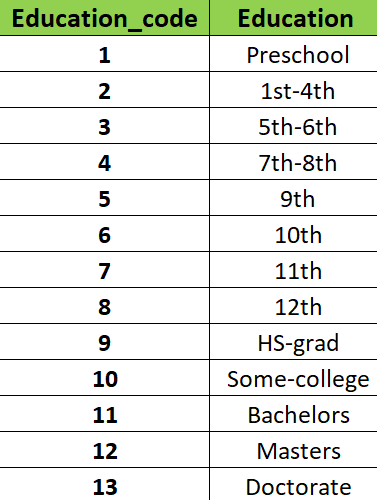 Education_code Education
1 Preschool
2 1st-4th
3 5th-6th
4 7th-8th
5 9th
6 10th
7 11th
8 12th
9 HS-grad
10 Some-college
11 Bachelors
12 Masters
13 Doctorate